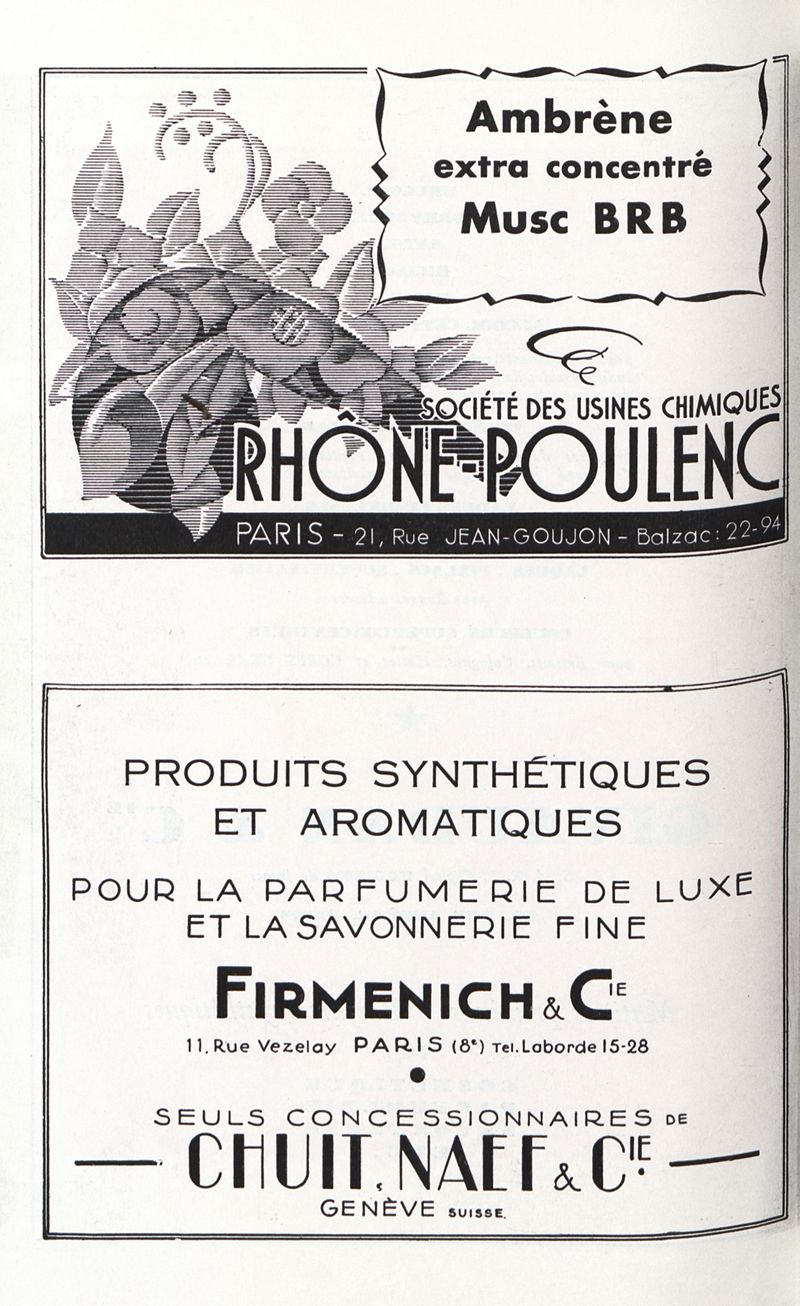 Ambrène
extra concentré
Musc BRB
SOCIÉTÉ DES USINES CHIMIQUES
RHÔNE-POULENC
PARIS - 21, Rue JEAN-GOUJON - Balzac: 22-94
PRODUITS SYNTHÉTIQUES
ET AROMATIQUES
POUR LA PARFUMERIE DE LUXE
ET LA SAVONNERIE FINE
FIRMENICH & CIE
11, Rue Vezelay PARIS (8e) Tel. Laborde 15-28
SEULS CONCESSIONNAIRES DE
CHUIT, NAEF & CIE.
GENÈVE SUISSE.